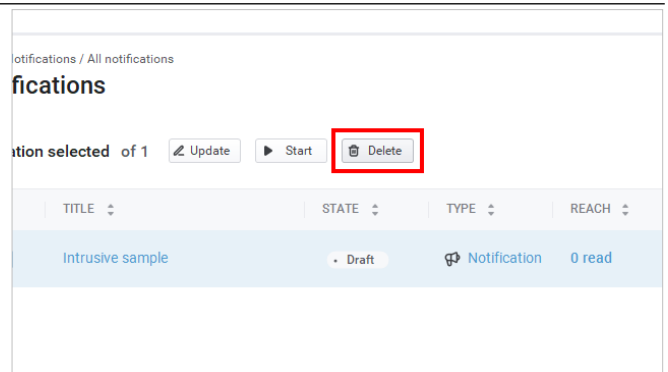 lotifications / All notifications
fications
ation selected of 1 Update Start Delete
TITLE STATE TYPE REACH
Intrusive sample • Draft Notification 0 read